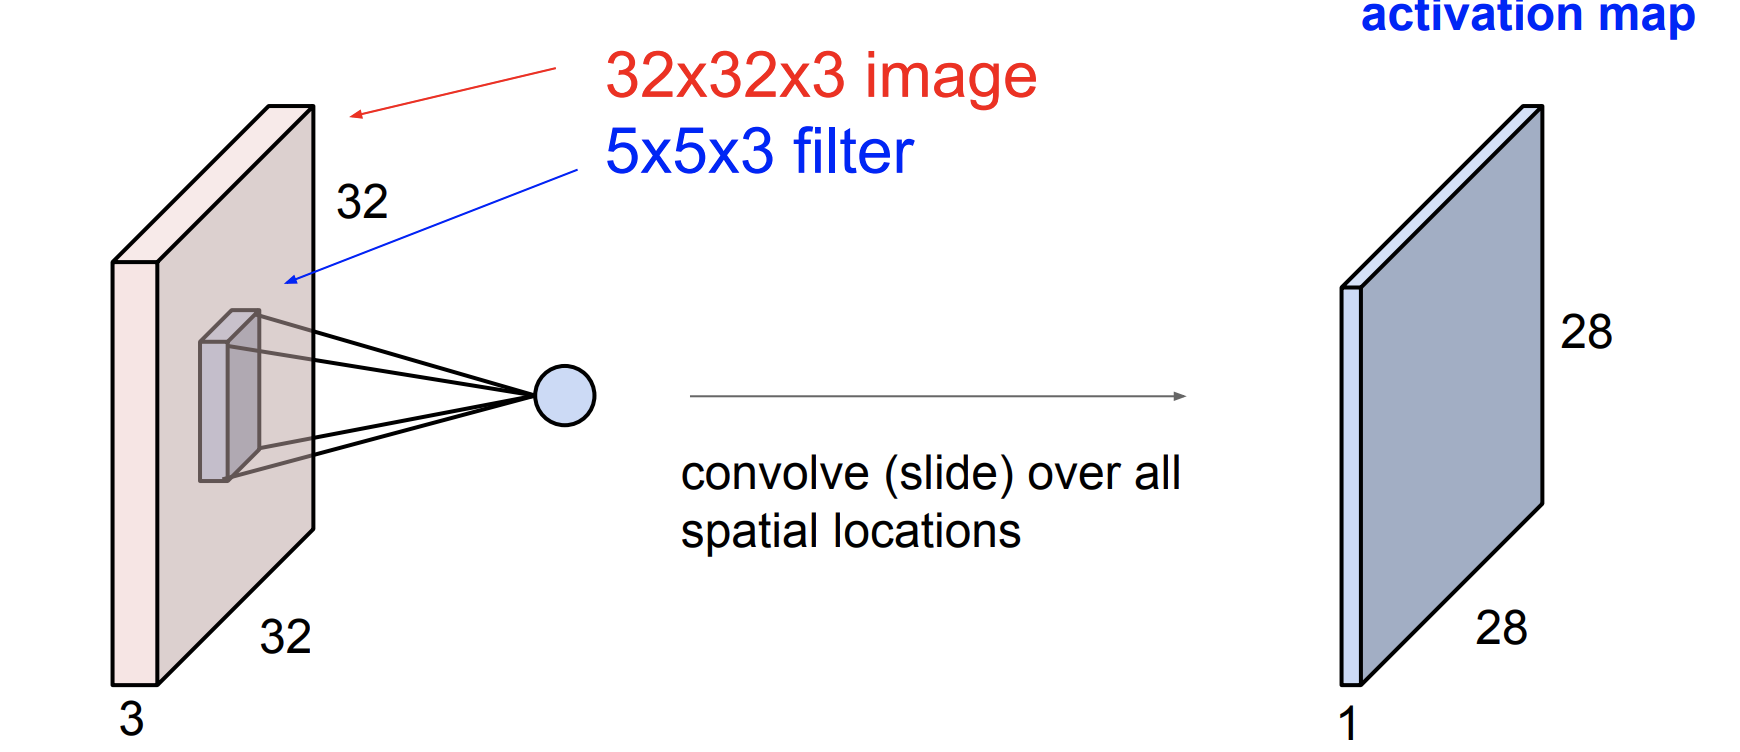 activation map
32x32x3 image
5x5x3 filter
32
28
convolve (slide) over all
spatial locations
32
28
3
1